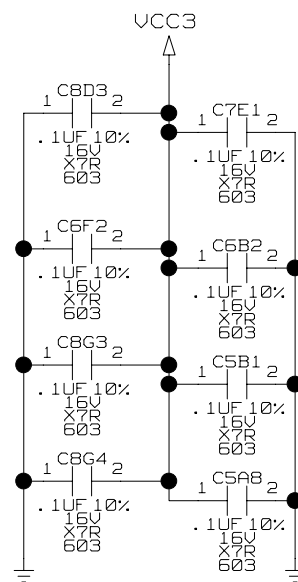 VCC3
C8D3
1 2
.1UF 10%
16V
X7R
603
C7E1
1 2
.1UF 10%
16V
X7R
603
C6F2
1 2
.1UF 10%
16V
X7R
603
C6B2
1 2
.1UF 10%
16V
X7R
603
C8G3
1 2
.1UF 10%
16V
X7R
603
C5B1
1 2
.1UF 10%
16V
X7R
603
C8G4
1 2
.1UF 10%
16V
X7R
603
C5A8
1 2
.1UF 10%
16V
X7R
603